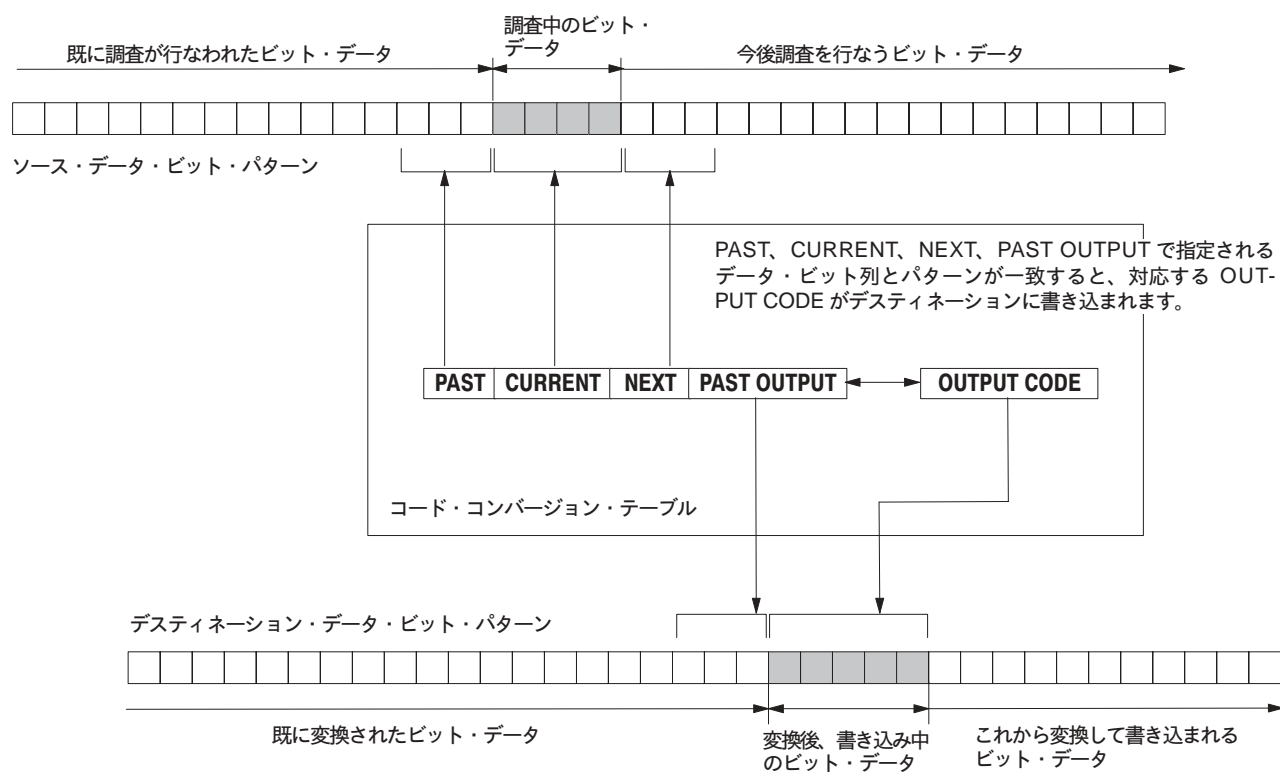 調査中のビット・
データ
既に調査が行なわれたビット・データ
今後調査を行なうビット・データ
ソース・データ・ビット・パターン
PAST、CURRENT、NEXT、PAST OUTPUT で指定される
データ・ビット列とパターンが一致すると、対応する OUT-
PUT CODE がデスティネーションに書き込まれます。
PAST CURRENT NEXT PAST OUTPUT OUTPUT CODE
コード・コンバージョン・テーブル
デスティネーション・データ・ビット・パターン
既に変換されたビット・データ
変換後、書き込み中
のビット・データ
これから変換して書き込まれる
ビット・データ